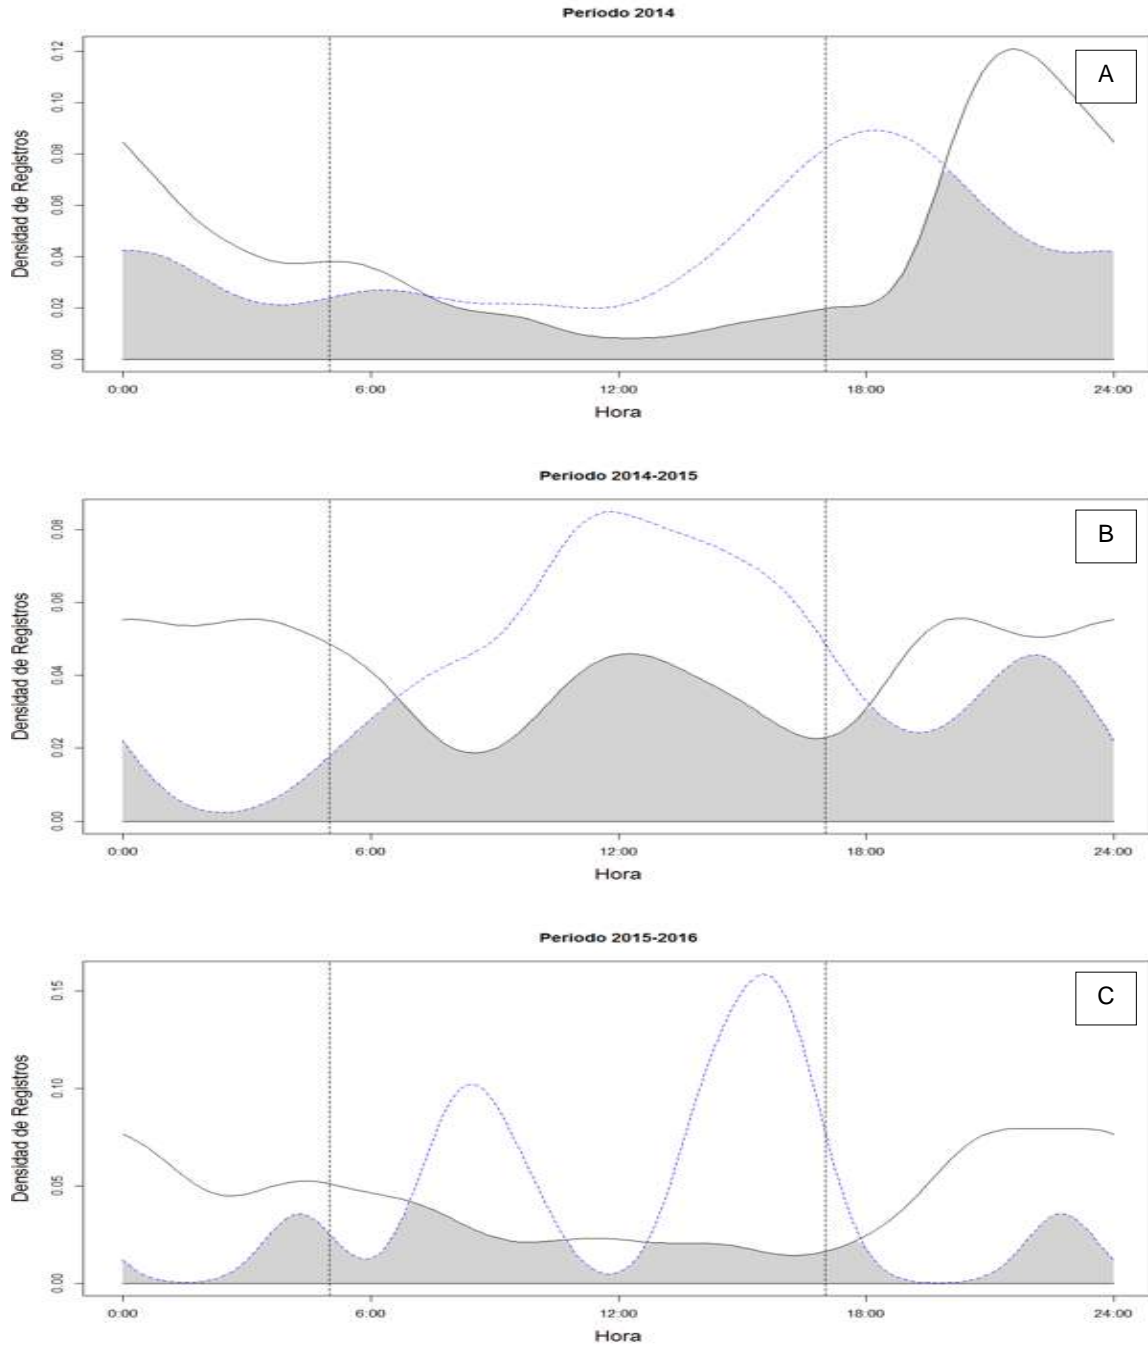 Periodo 2014
A
Densidad de Registros
0.12
0.10
0.08
0.06
0.04
0.02
0.00
0:00 6:00 12:00 18:00 24:00
Hora
Periodo 2014-2015
B
Densidad de Registros
0.08
0.06
0.04
0.02
0.00
0:00 6:00 12:00 18:00 24:00
Hora
Periodo 2015-2016
C
Densidad de Registros
0.15
0.10
0.05
0.00
0:00 6:00 12:00 18:00 24:00
Hora